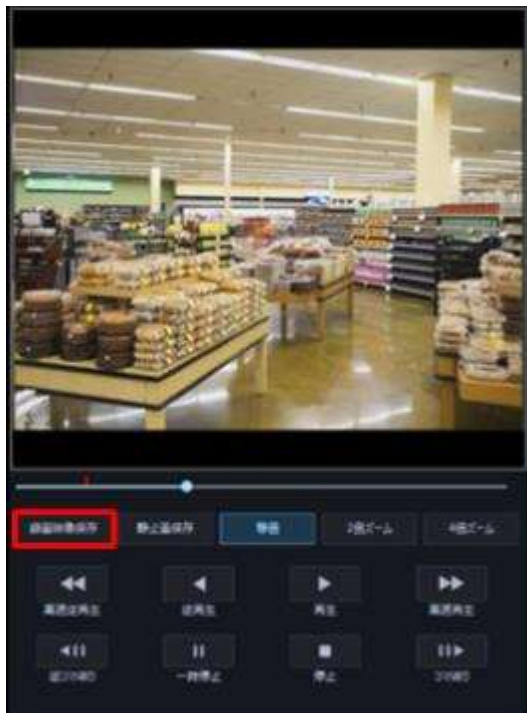 録画映像保存 静止画保存 等倍 2倍ズーム 4倍ズーム
高速逆再生 逆再生 再生 高速再生
逆コマ送り 一時停止 停止 コマ送り